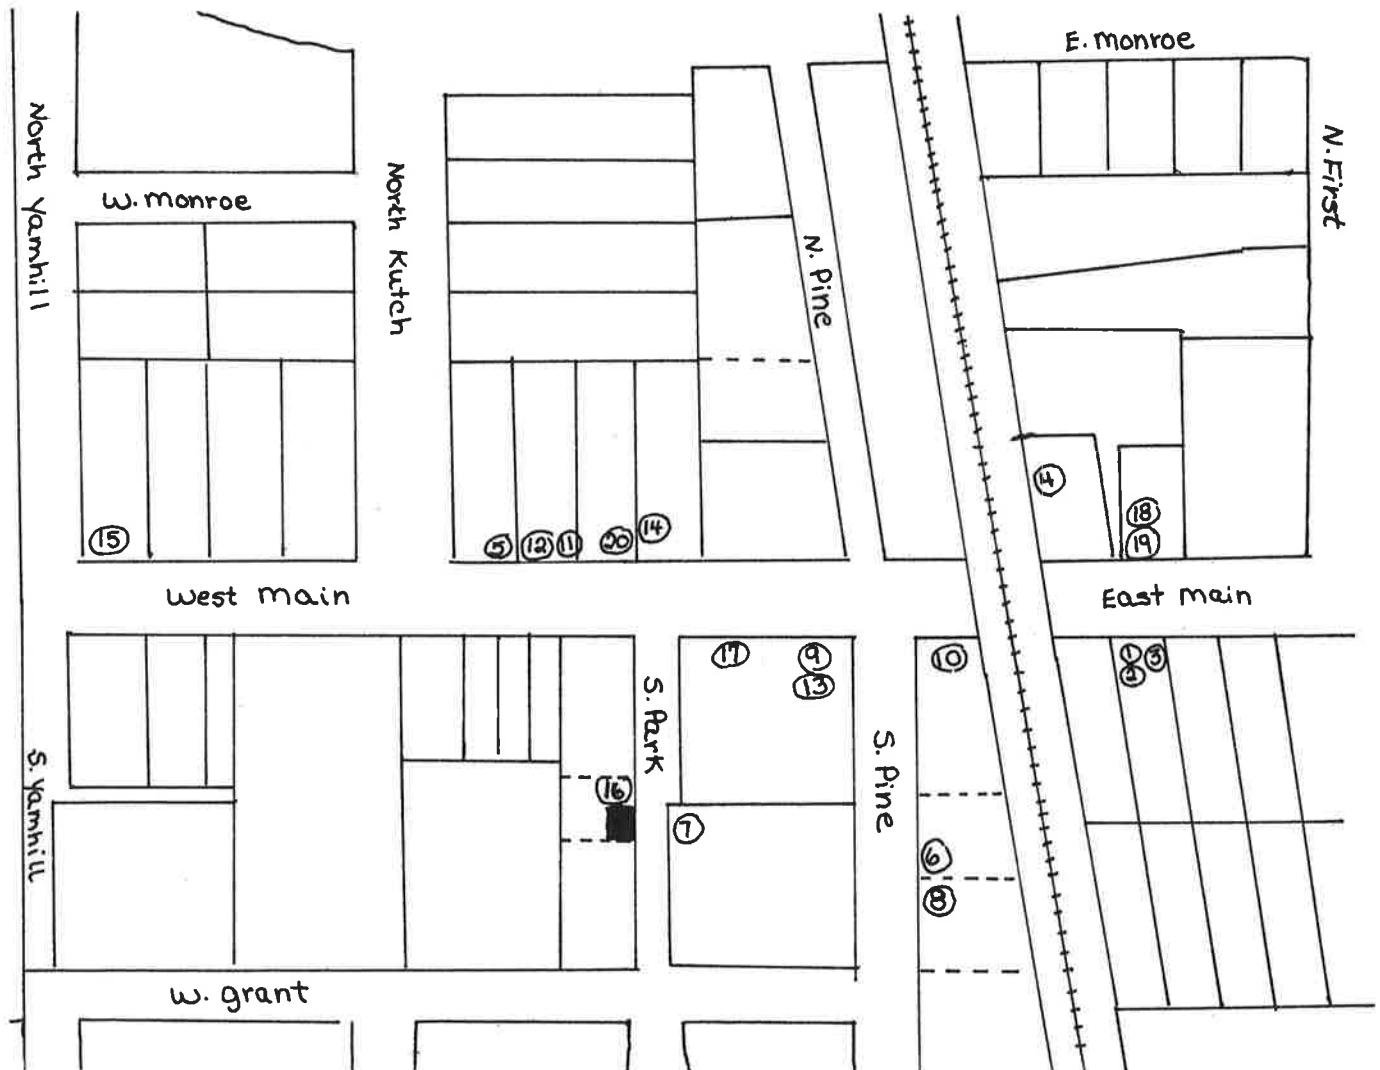 E. Monroe
North Yamhill
W. Monroe
North Kutch
N. Pine
N. First
14
18
19
15
5 12 11 20 14
West Main
East Main
17 9
13
10
1 3
2
S. Park
S. Pine
S. Yamhill
16
7
6
8
W. Grant